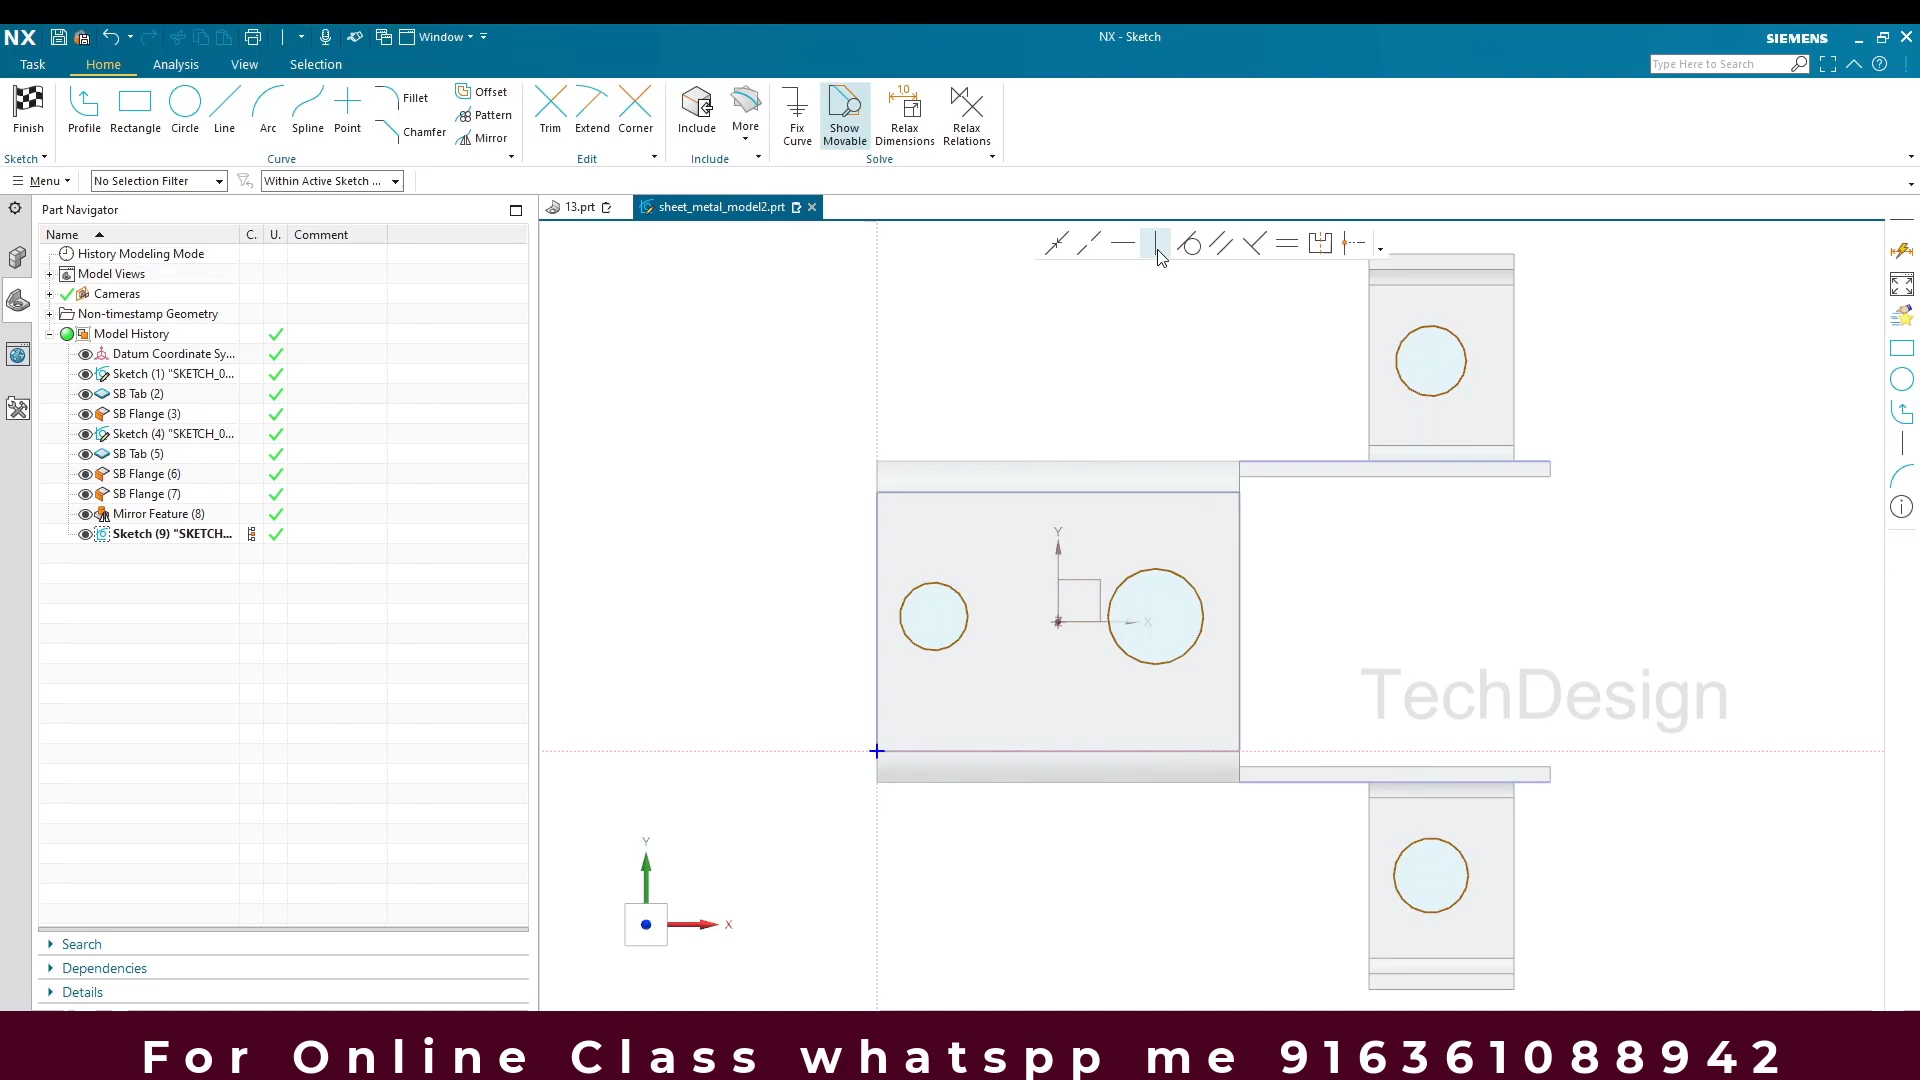 NX
Window
NX - Sketch
SIEMENS
Task
Home
Analysis
View
Selection
Type Here to Search
Finish
Profile
Rectangle
Circle
Line
Arc
Spline
Point
Fillet
Chamfer
Offset
Pattern
Mirror
Trim
Extend
Corner
Include
More
Fix
Curve
Show
Movable
1,0
Relax
Dimensions
Relax
Relations
Sketch
Curve
Edit
Include
Solve
Menu
No Selection Filter
Within Active Sketch ...
Part Navigator
13.prt
sheet_metal_model2.prt
Name
C.
U.
Comment
History Modeling Mode
Model Views
Cameras
Non-timestamp Geometry
Model History
Datum Coordinate Sy...
Sketch (1) "SKETCH_0...
SB Tab (2)
SB Flange (3)
Sketch (4) "SKETCH_0...
SB Tab (5)
SB Flange (6)
SB Flange (7)
Mirror Feature (8)
Sketch (9) "SKETCH...
Y
X
TechDesign
Y
X
Search
Dependencies
Details
For Online Class whatspp me 916361088942